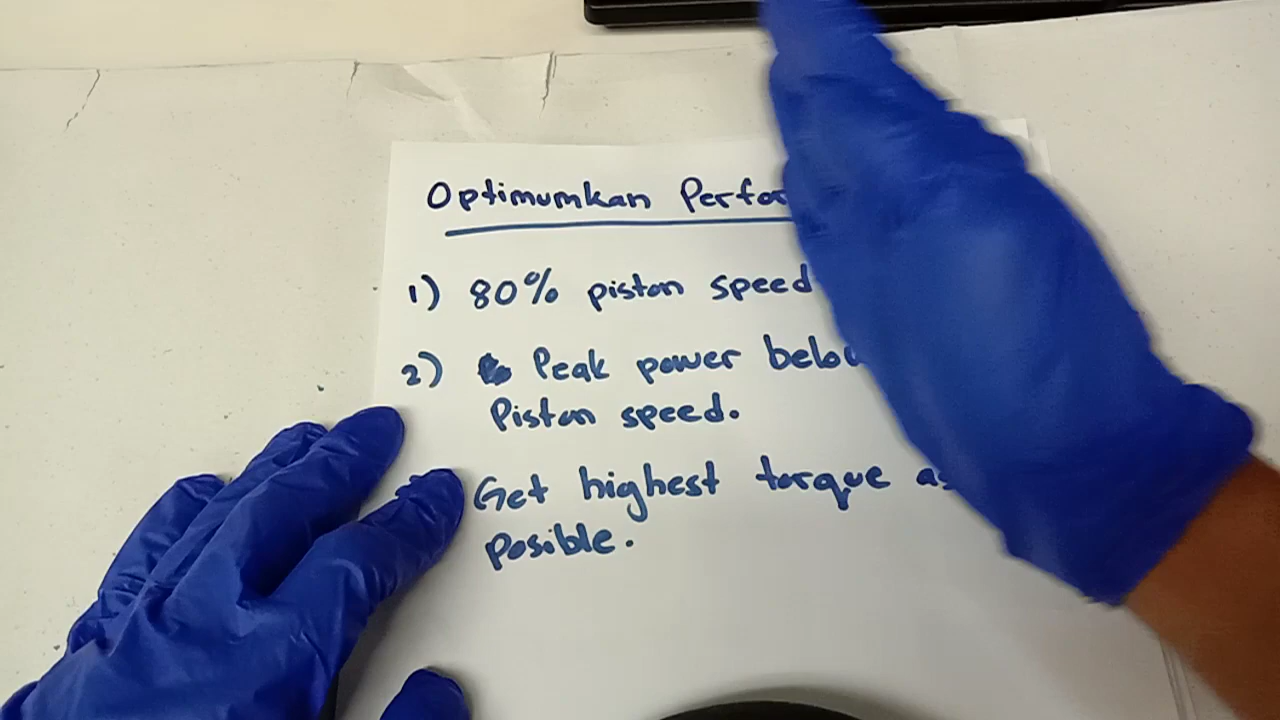 Optimumkan
1) 80% piston speed
2) Peak power
Piston speed.
Get highest torque
posible.